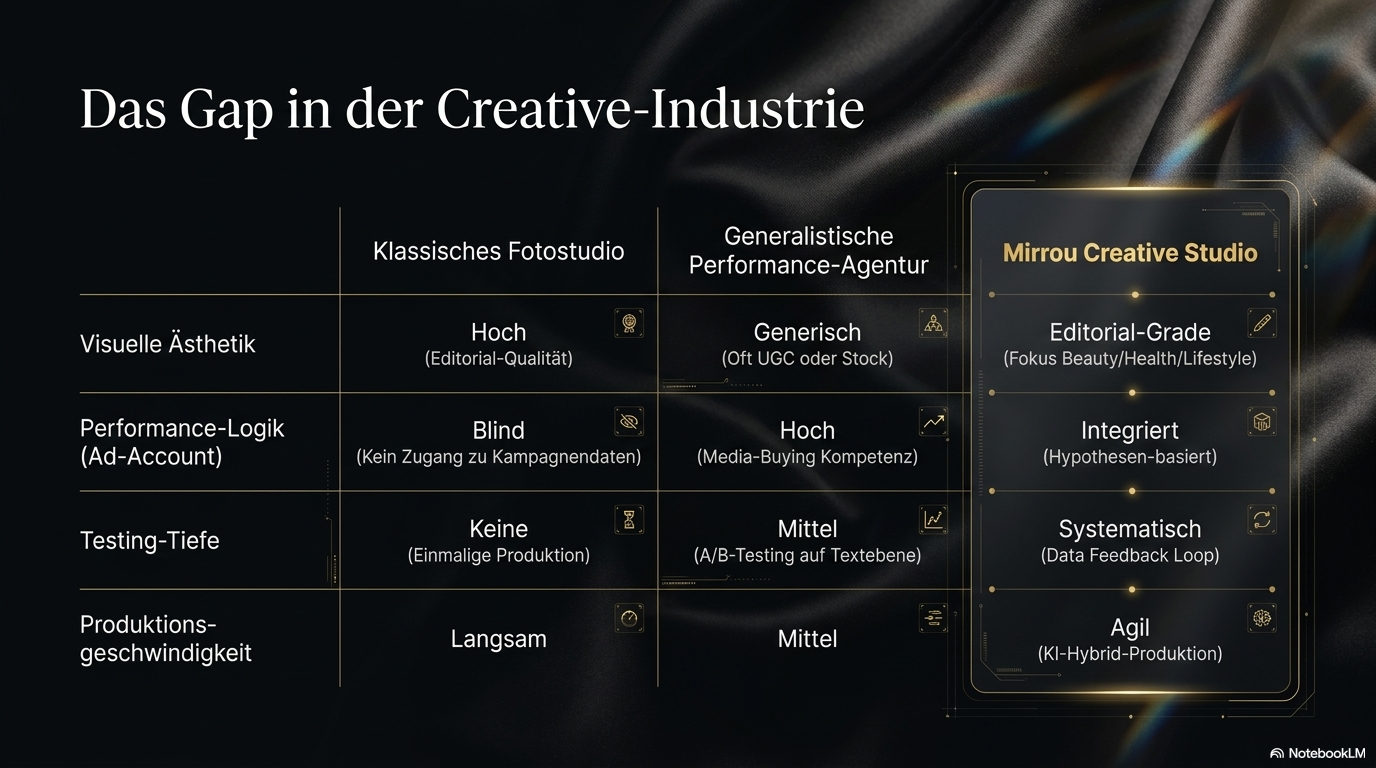 Das Gap in der Creative-Industrie
Klassisches Fotostudio
Generalistische
Performance-Agentur
Mirrou Creative Studio
Visuelle Ästhetik
Hoch
(Editorial-Qualität)
Generisch
(Oft UGC oder Stock)
Editorial-Grade
(Fokus Beauty/Health/Lifestyle)
Performance-Logik
(Ad-Account)
Blind
(Kein Zugang zu Kampagnendaten)
Hoch
(Media-Buying Kompetenz)
Integriert
(Hypothesen-basiert)
Testing-Tiefe
Keine
(Einmalige Produktion)
Mittel
(A/B-Testing auf Textebene)
Systematisch
(Data Feedback Loop)
Produktions-
geschwindigkeit
Langsam
Mittel
Agil
(KI-Hybrid-Produktion)
NotebookLM